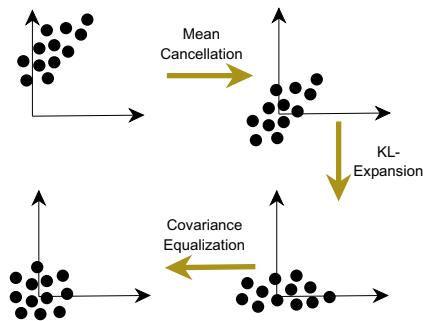 Mean
Cancellation
KL-
Expansion
Covariance
Equalization